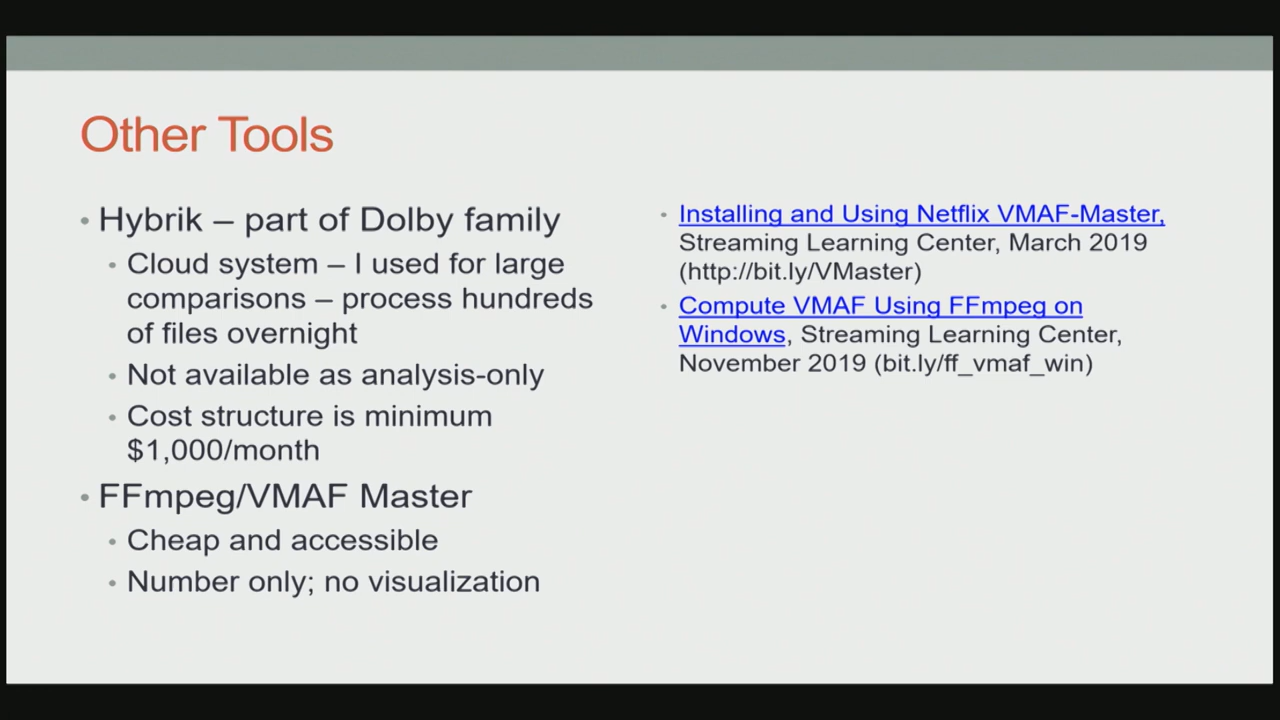 Other Tools
• Hybrik – part of Dolby family
• Cloud system – I used for large
comparisons – process hundreds
of files overnight
• Not available as analysis-only
• Cost structure is minimum
$1,000/month
• FFmpeg/VMAF Master
• Cheap and accessible
• Number only; no visualization
• Installing and Using Netflix VMAF-Master,
Streaming Learning Center, March 2019
(http://bit.ly/VMaster)
• Compute VMAF Using FFmpeg on
Windows, Streaming Learning Center,
November 2019 (bit.ly/ff_vmaf_win)